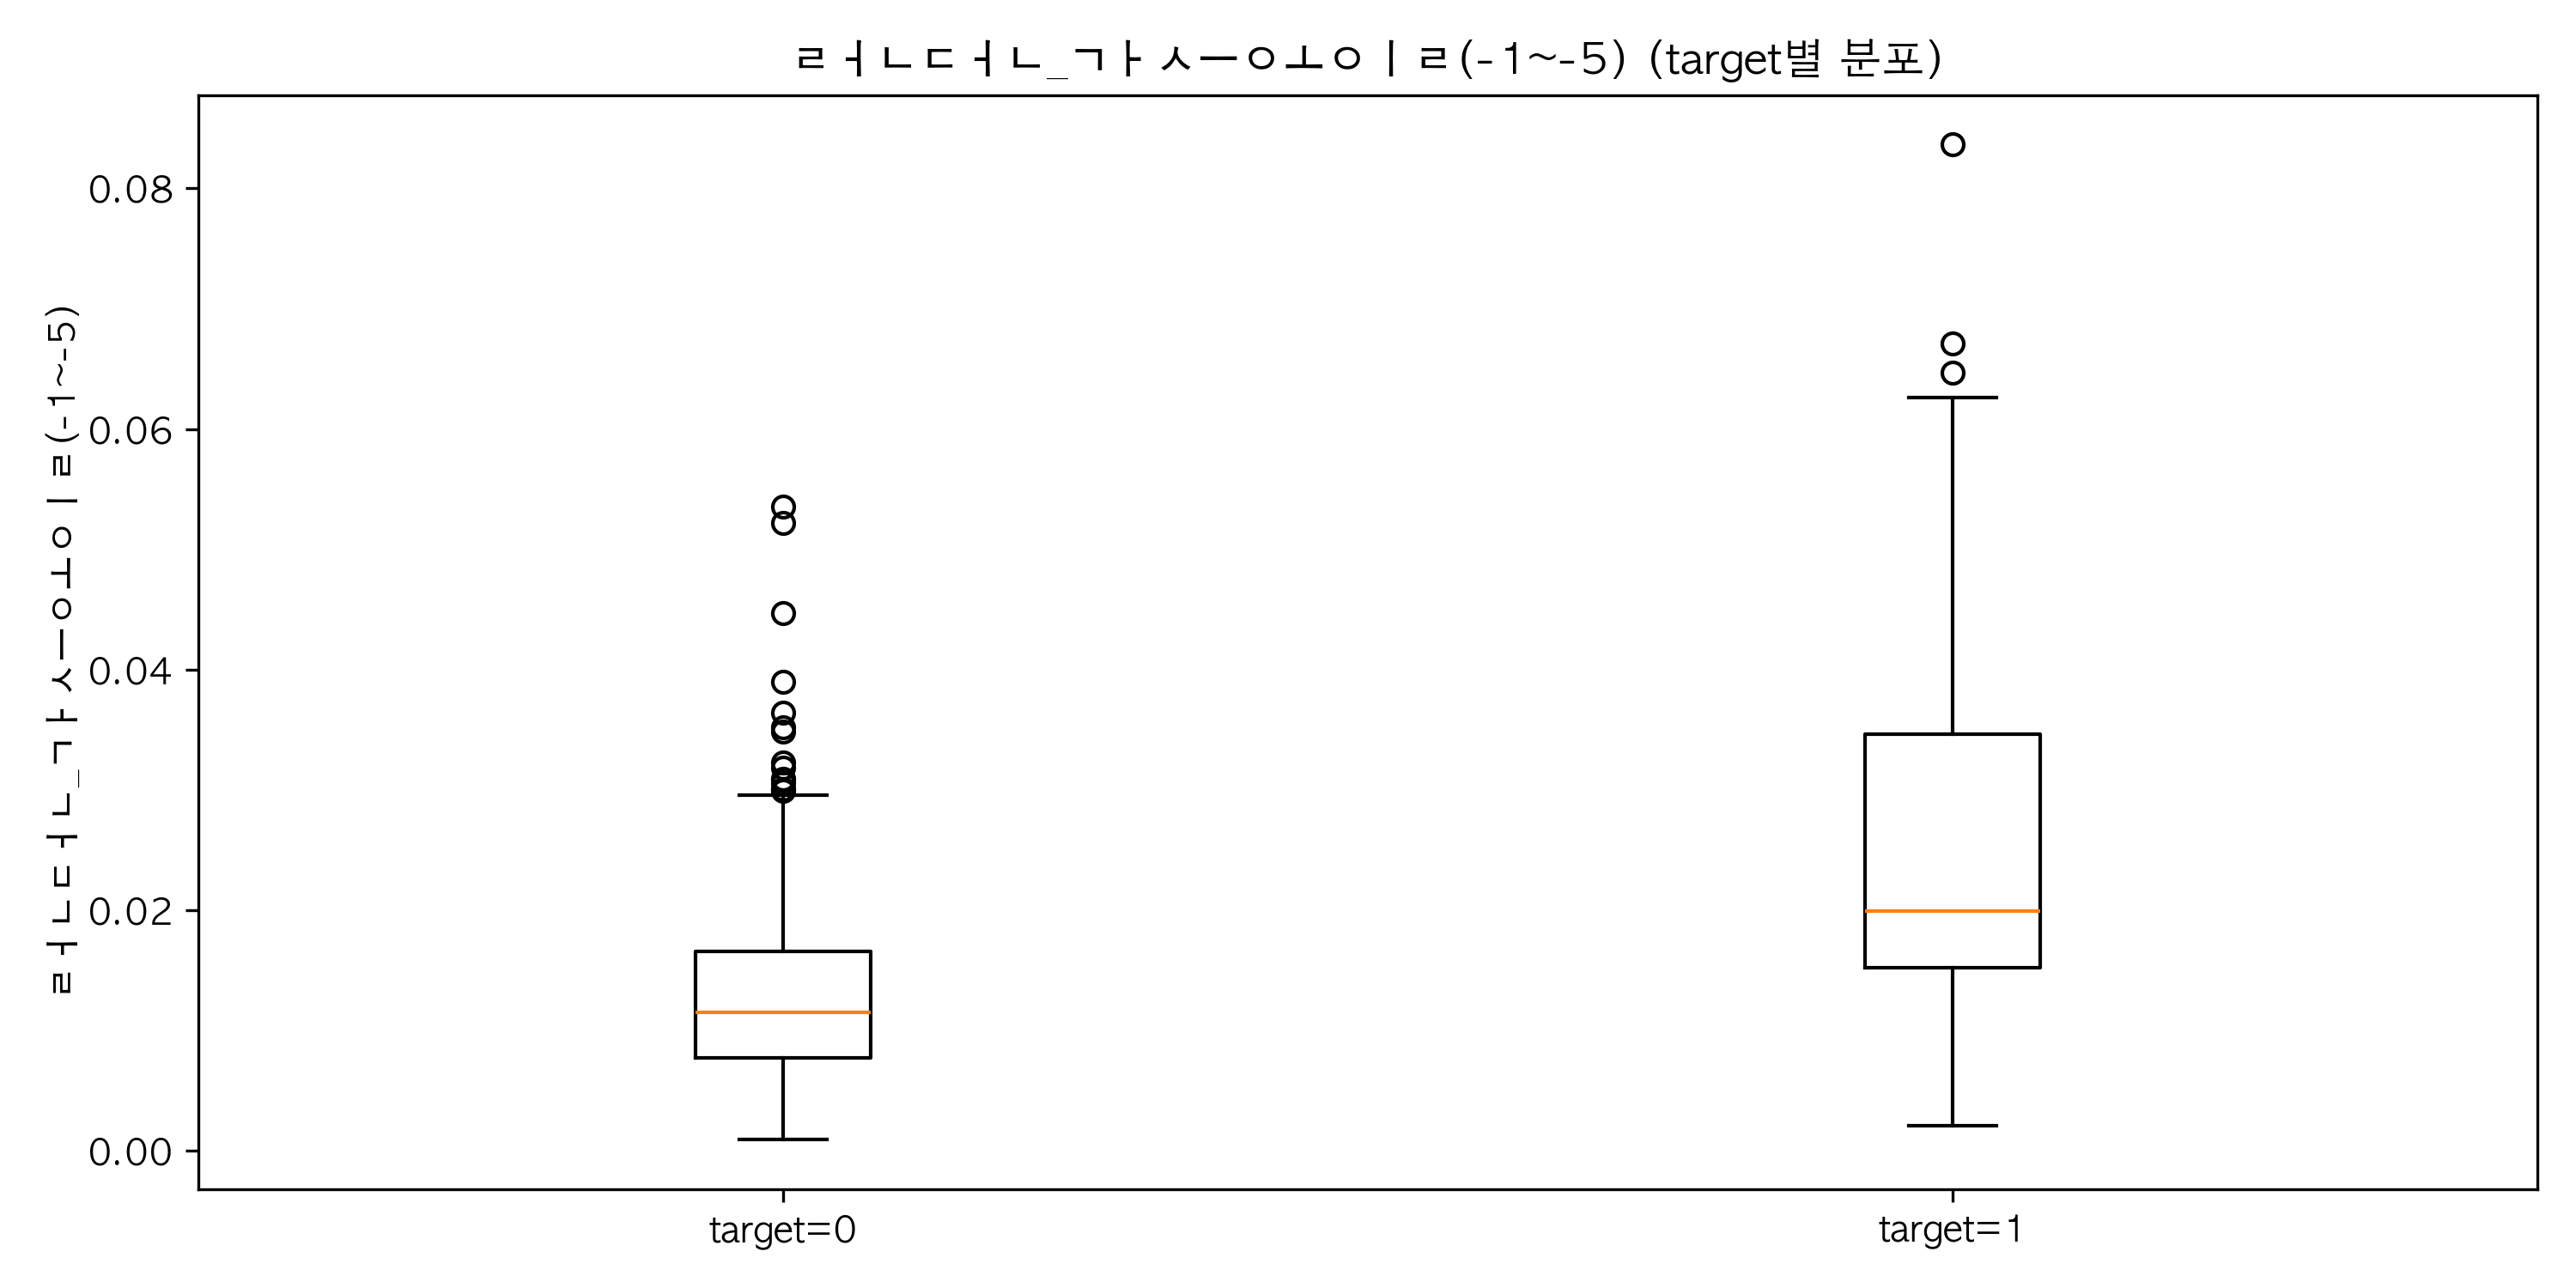 ㄹㅓㄴㄷㅓㄴ_ㄱㅏㅅㅡㅇㅗㅇㅣㄹ(-1~-5) (target별 분포)
ㄹㅓㄴㄷㅓㄴ_ㄱㅏㅅㅡㅇㅗㅇㅣㄹ(-1~-5)
0.08
0.06
0.04
0.02
0.00
target=0
target=1